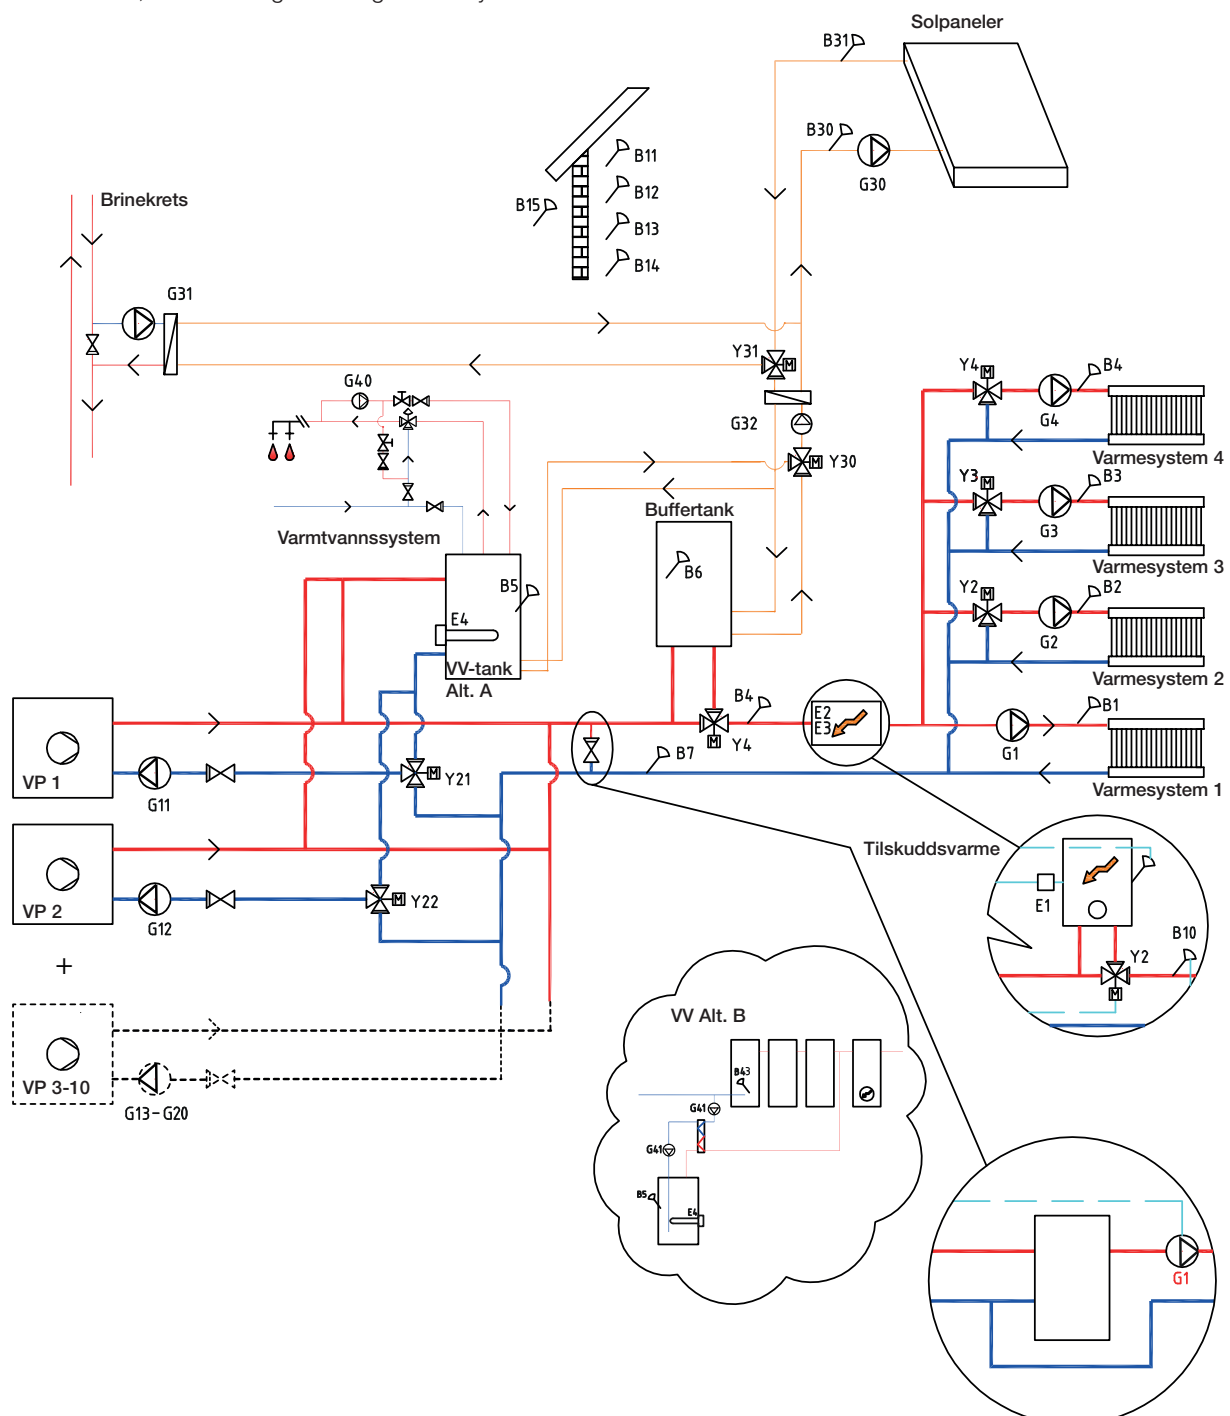 Solpaneler
B31
B30
G30
B11
B12
B15
B13
B14
Brinekrets
G31
Y31
G40
G32
Y30
Y4
B4
G4
Varmesystem 4
Y3
B3
G3
Varmesystem 3
Y2
B2
G2
Varmesystem 2
B1
G1
Varmesystem 1
Varmtvannssystem
Buffertank
B6
B5
E4
VV-tank
Alt. A
B4
Y4
E2
E3
B7
VP 1
G11
Y21
VP 2
G12
Y22
+
VP 3-10
G13-G20
Tilskuddsvarme
E1
B10
Y2
M
M
M
M
M
M
M
M
M
M
VV Alt. B
B43
G41
G41
B5
E4
G1